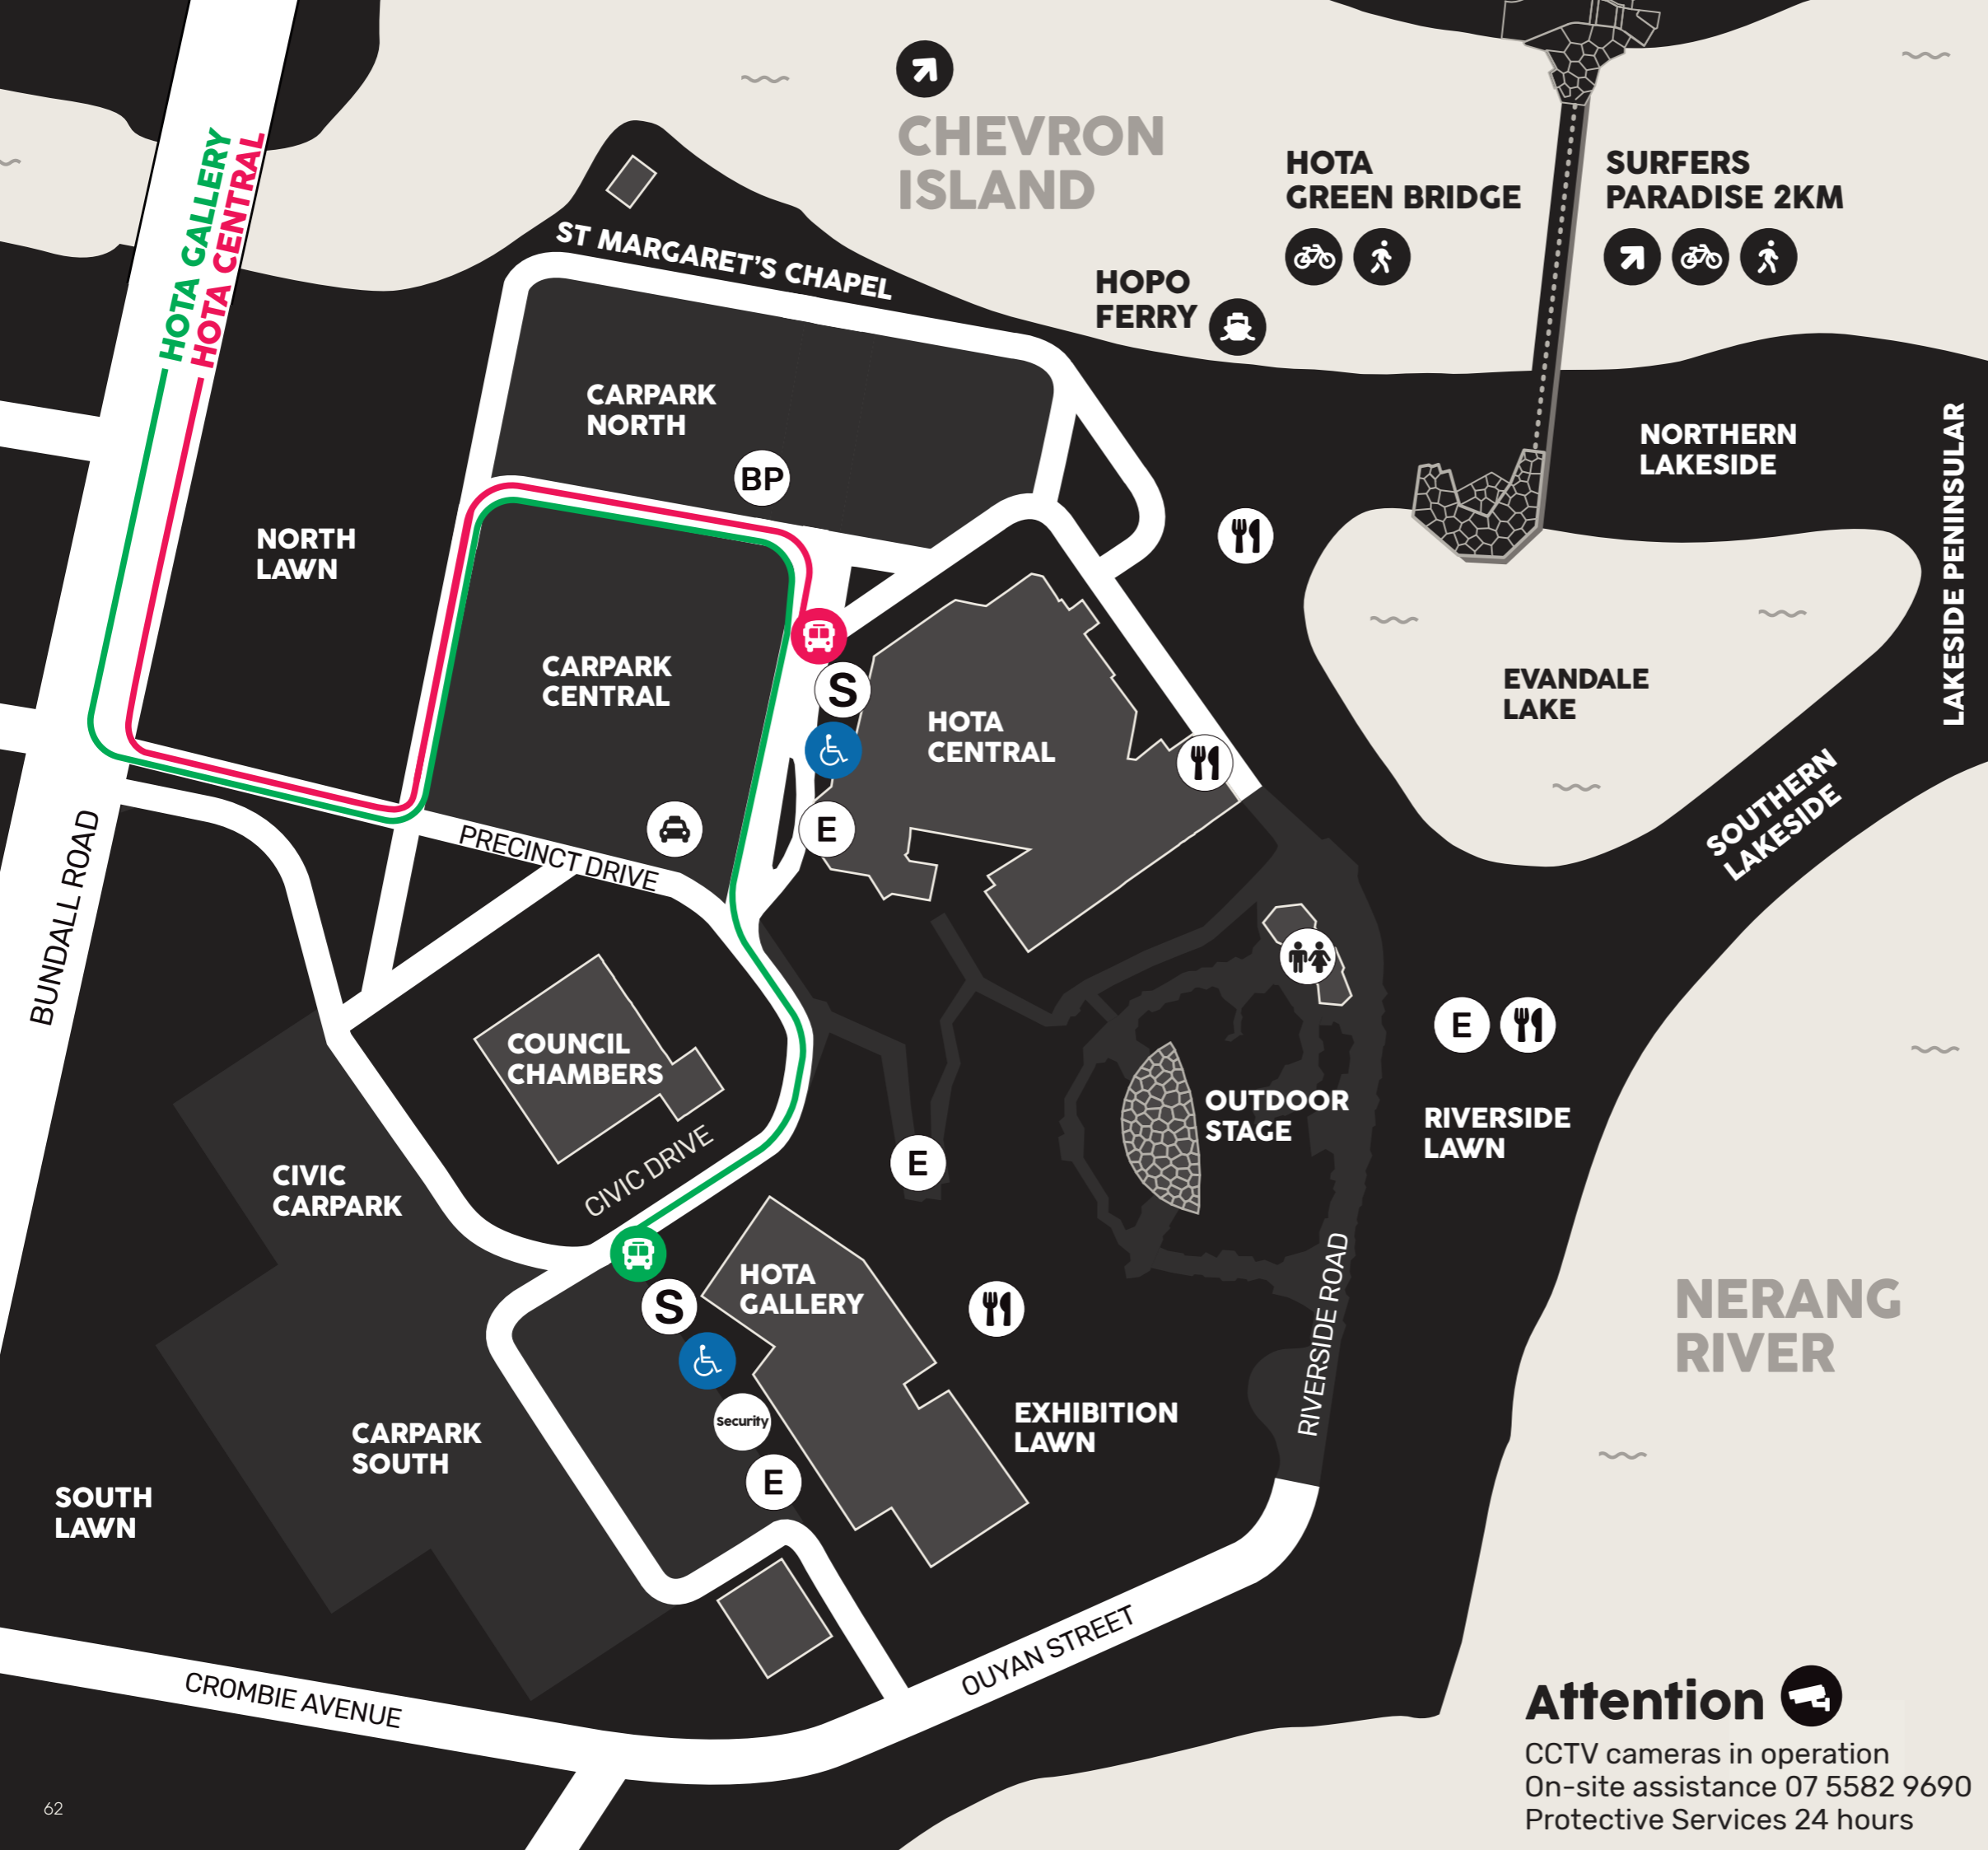 HOTA GALLERY
HOTA CENTRAL
CHEVRON
ISLAND
HOTA
GREEN BRIDGE
SURFERS
PARADISE 2KM
ST MARGARET'S CHAPEL
HOPO
FERRY
CARPARK
NORTH
BP
NORTHERN
LAKESIDE
LAKESIDE PENINSULAR
NORTH
LAWN
CARPARK
CENTRAL
S
HOTA
CENTRAL
EVANDALE
LAKE
SOUTHERN
LAKESIDE
E
PRECINCT DRIVE
BUNDALL ROAD
COUNCIL
CHAMBERS
E
OUTDOOR
STAGE
RIVERSIDE
LAWN
CIVIC
CARPARK
CIVIC DRIVE
E
HOTA
GALLERY
S
RIVERSIDE ROAD
NERANG
RIVER
Security
EXHIBITION
LAWN
CARPARK
SOUTH
E
SOUTH
LAWN
OUYAN STREET
CROMBIE AVENUE
Attention
CCTV cameras in operation
On-site assistance 07 5582 9690
Protective Services 24 hours
62